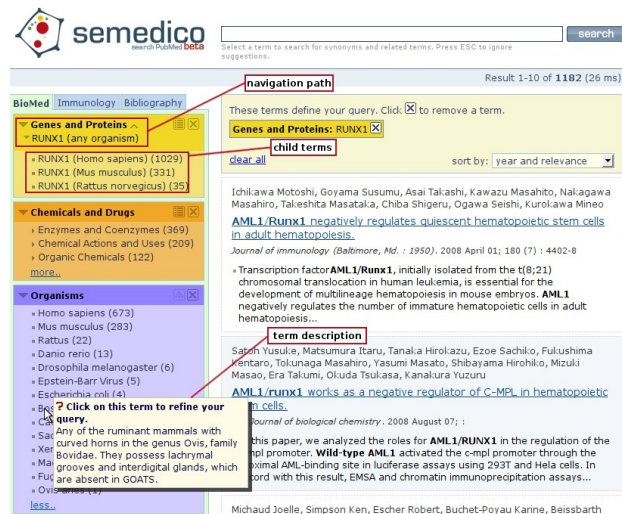 semedico
search PubMed beta
search
Select a term to search for synonyms and related terms. Press ESC to ignore
suggestions.
Result 1-10 of 1182 (26 ms)
navigation path
BioMed Immunology Bibliography
Genes and Proteins
RUNX1 (any organism)
child terms
RUNX1 (Homo sapiens) (1029)
RUNX1 (Mus musculus) (331)
RUNX1 (Rattus norvegicus) (35)
Chemicals and Drugs
Enzymes and Coenzymes (369)
Chemical Actions and Uses (209)
Organic Chemicals (122)
more..
Organisms
Homo sapiens (673)
Mus musculus (283)
Rattus (22)
Danio rerio (13)
Drosophila melanogaster (6)
Epstein-Barr Virus (5)
Escherichia coli (4)
? Click on this term to refine your
query.
Any of the ruminant mammals with
curved horns in the genus Ovis, family
Bovidae. They possess lachrymal
grooves and interdigital glands, which
are absent in GOATS.
Ovis aries (1)
less..
These terms define your query. Click to remove a term.
Genes and Proteins: RUNX1
clear all
sort by: year and relevance
Ichikawa Motoshi, Goyama Susumu, Asai Takashi, Kawazu Masahito, Nakagawa
Masahiro, Takeshita Masataka, Chiba Shigeru, Ogawa Seishi, Kurokawa Mineo
AML1/Runx1 negatively regulates quiescent hematopoietic stem cells
in adult hematopoiesis.
Journal of immunology (Baltimore, Md. : 1950). 2008 April 01; 180 (7) : 4402-8
Transcription factor AML1/Runx1, initially isolated from the t(8;21)
chromosomal translocation in human leukemia, is essential for the
development of multilineage hematopoiesis in mouse embryos. AML1
negatively regulates the number of immature hematopoietic cells in adult
hematopoiesis...
term description
Satoh Yusuke, Matsumura Itaru, Tanaka Hirokazu, Ezoe Sachiko, Fukushima
Kentaro, Tokunaga Masahiro, Yasumi Masato, Shibayama Hirohiko, Mizuki
Masao, Era Takumi, Okuda Tsukasa, Kanakura Yuzuru
AML1/runx1 works as a negative regulator of C-MPL in hematopoietic
cells.
Journal of biological chemistry. 2008 August 07; :
this paper, we analyzed the roles for AML1/RUNX1 in the regulation of the
promoter. Wild-type AML1 activated the c-mpl promoter through the
AML-binding site in luciferase assays using 293T and Hela cells. In
with this result, EMSA and chromatin immunoprecipitation assays...
Michaud Joelle, Simpson Ken, Escher Robert, Buchet-Poyau Karine, Beissbarth